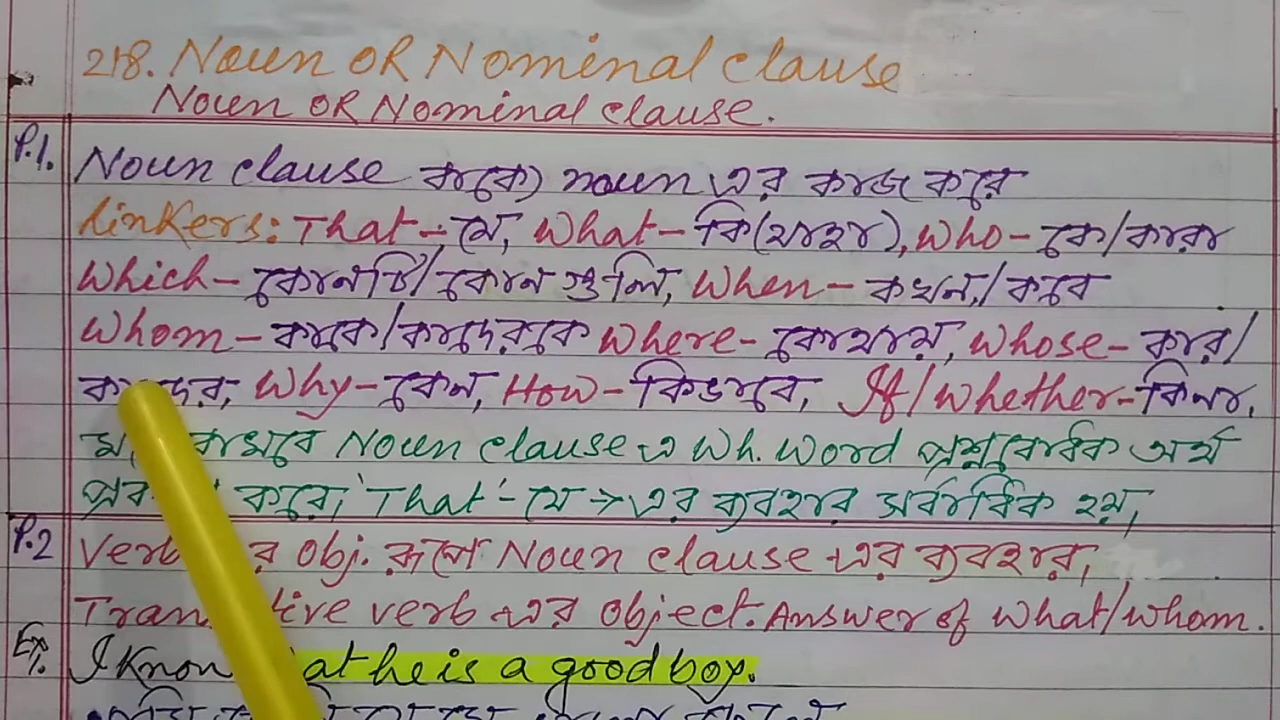 218. Noun OR Nominal clause
Noun OR Nominal clause.
P.1. Noun clause বাক্যে noun এর কাজ করে
Linkers: That- যে, What- কি(যাহা), Who- কে/কারা
Which- কোনটি/কোন গুলি, When- কখন/কবে
Whom- কাকে/কাদেরকে Where- কোথায়, Whose- কার/
Why- কেন, How- কিভাবে, If/Whether- কিনা,
Noun clause এ Wh. Word প্রশ্নবোধক অর্থ
করে। 'That'- যে → এর ব্যবহার সর্বাধিক হয়,
P.2 Verb র obj. রূপে Noun clause এর ব্যবহার,
verb এর object. Answer of What/Whom.
Ex. I know at he is a good boy.